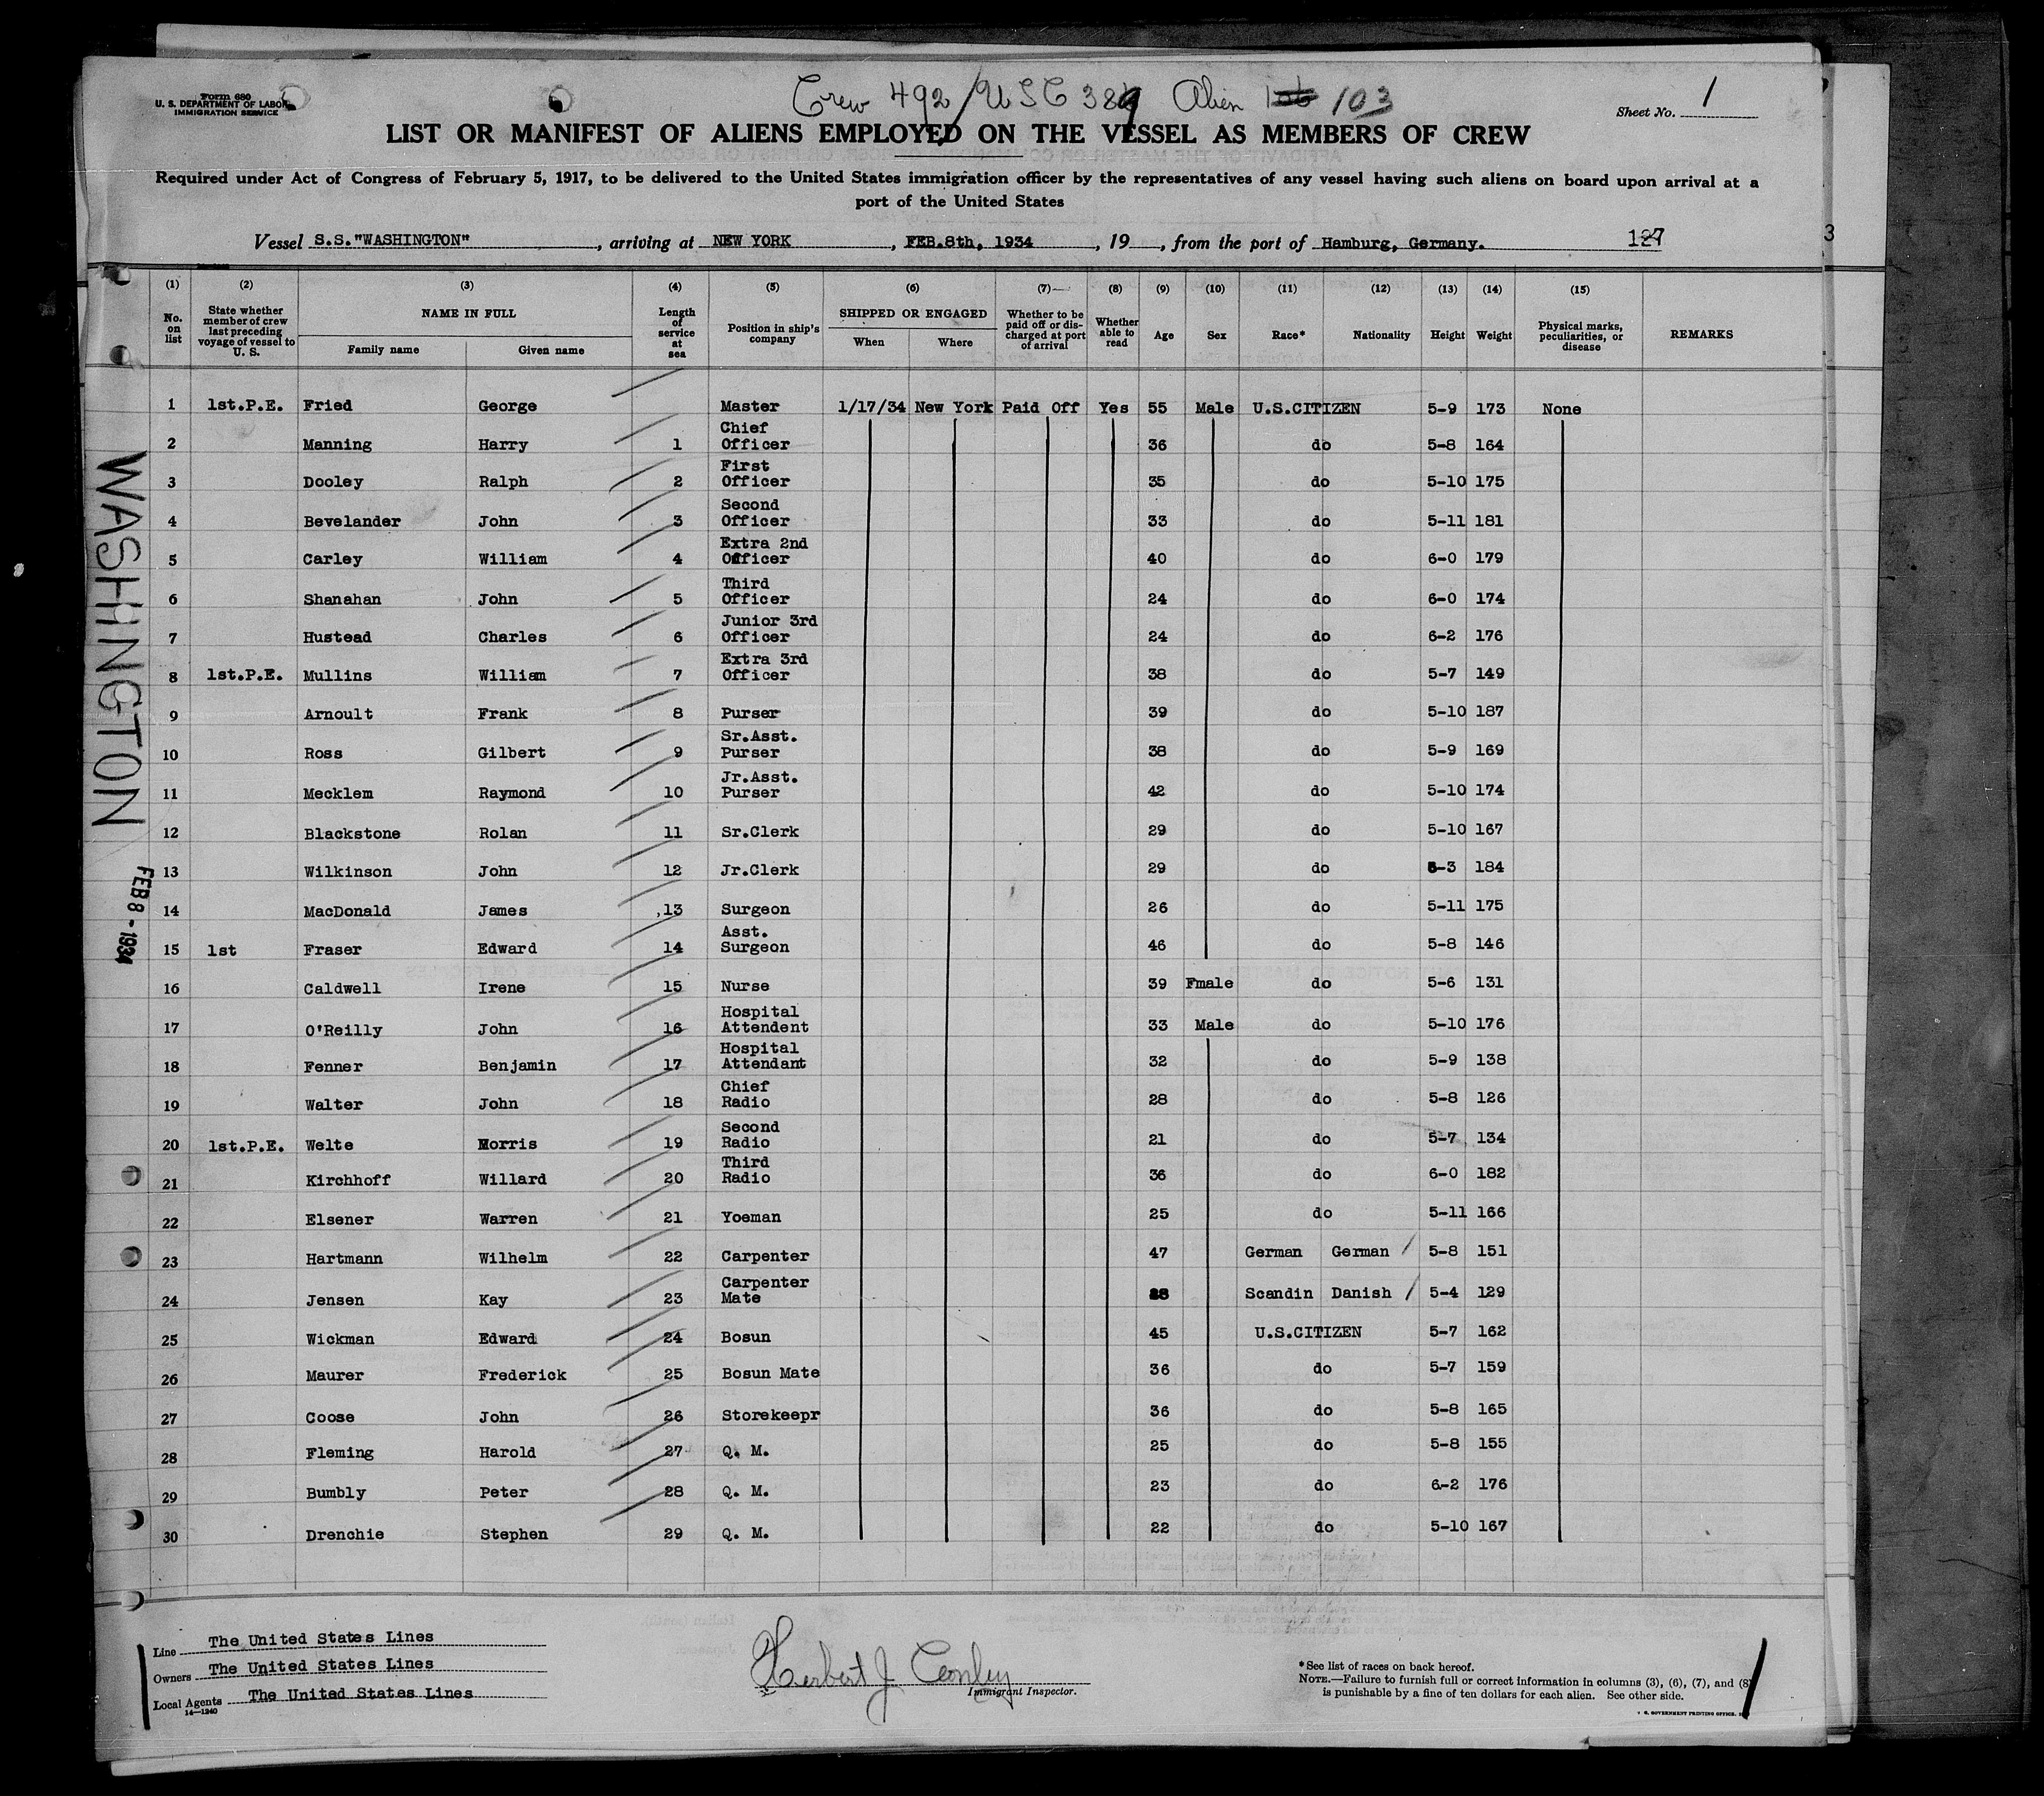 Form 680
U. S. DEPARTMENT OF LABOR
IMMIGRATION SERVICE
Crew 492 / USC 389 Alien 103
Sheet No. 1
LIST OR MANIFEST OF ALIENS EMPLOYED ON THE VESSEL AS MEMBERS OF CREW
Required under Act of Congress of February 5, 1917, to be delivered to the United States immigration officer by the representatives of any vessel having such aliens on board upon arrival at a
port of the United States
Vessel S.S."WASHINGTON", arriving at NEW YORK, FEB.8th, 1934, 19, from the port of Hamburg, Germany. 127
3
(1) (2) (3) (4) (5) (6) (7) (8) (9) (10) (11) (12) (13) (14) (15)
No. on list
State whether member of crew last preceding voyage of vessel to U. S.
NAME IN FULL
Family name Given name
Length of service at sea
Position in ship's company
SHIPPED OR ENGAGED
When Where
Whether to be paid off or discharged at port of arrival
Whether able to read
Age Sex Race* Nationality Height Weight
Physical marks, peculiarities, or disease
REMARKS
1 1st.P.E. Fried George Master 1/17/34 New York Paid Off Yes 55 Male U.S.CITIZEN 5-9 173 None
2 Manning Harry 1 Chief Officer 36 do 5-8 164
3 Dooley Ralph 2 First Officer 35 do 5-10 175
4 Bevelander John 3 Second Officer 33 do 5-11 181
5 Carley William 4 Extra 2nd Officer 40 do 6-0 179
6 Shanahan John 5 Third Officer 24 do 6-0 174
7 Hustead Charles 6 Junior 3rd Officer 24 do 6-2 176
8 1st.P.E. Mullins William 7 Extra 3rd Officer 38 do 5-7 149
9 Arnoult Frank 8 Purser 39 do 5-10 187
10 Ross Gilbert 9 Sr.Asst. Purser 38 do 5-9 169
11 Mecklem Raymond 10 Jr.Asst. Purser 42 do 5-10 174
12 Blackstone Rolan 11 Sr.Clerk 29 do 5-10 167
13 Wilkinson John 12 Jr.Clerk 29 do 184
14 MacDonald James 13 Surgeon 26 do 5-11 175
15 1st Fraser Edward 14 Asst. Surgeon 46 do 5-8 146
16 Caldwell Irene 15 Nurse 39 Fmale do 5-6 131
17 O'Reilly John 16 Hospital Attendent 33 Male do 5-10 176
18 Fenner Benjamin 17 Hospital Attendant 32 do 5-9 138
19 Walter John 18 Chief Radio 28 do 5-8 126
20 1st.P.E. Welte Morris 19 Second Radio 21 do 5-7 134
21 Kirchhoff Willard 20 Third Radio 36 do 6-0 182
22 Elsener Warren 21 Yoeman 25 do 5-11 166
23 Hartmann Wilhelm 22 Carpenter 47 German German 5-8 151
24 Jensen Kay 23 Carpenter Mate Scandin Danish 5-4 129
25 Wickman Edward 24 Bosun 45 U.S.CITIZEN 5-7 162
26 Maurer Frederick 25 Bosun Mate 36 do 5-7 159
27 Coose John 26 Storekeepr 36 do 5-8 165
28 Fleming Harold 27 Q. M. 25 do 5-8 155
29 Bumbly Peter 28 Q. M. 23 do 6-2 176
30 Drenchie Stephen 29 Q. M. 22 do 5-10 167
WASHINGTON
FEB 8 - 1934
Line The United States Lines
Owners The United States Lines
Local Agents The United States Lines
14—1240
Herbert J Conley
Immigrant Inspector.
*See list of races on back hereof.
NOTE.—Failure to furnish full or correct information in columns (3), (6), (7), and (8)
is punishable by a fine of ten dollars for each alien. See other side.
GOVERNMENT PRINTING OFFICE